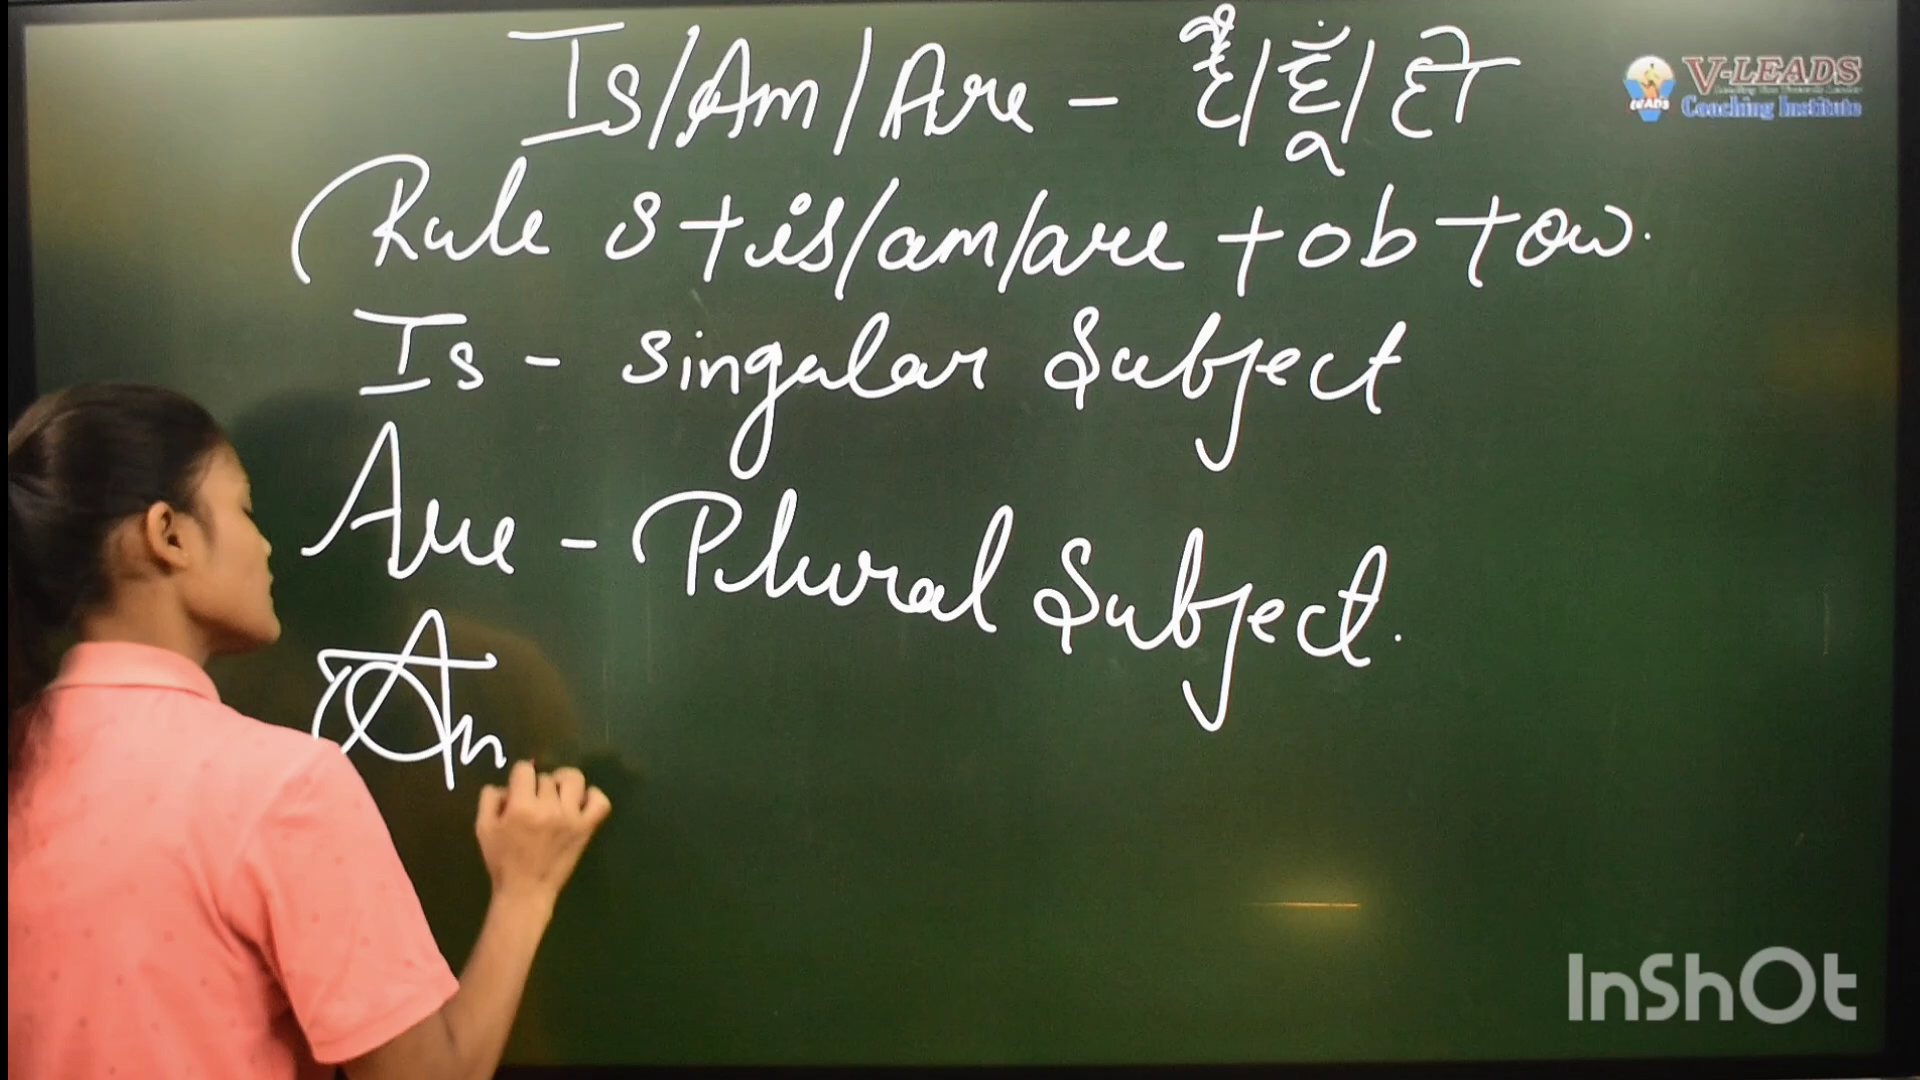 Is/Am/Are - है/हूँ/हो
V-LEADS
LEADS
Coaching Institute
Rule S + is/am/are + ob + ow.
Is - Singular Subject
Are - Plural Subject.
Am
InShOt